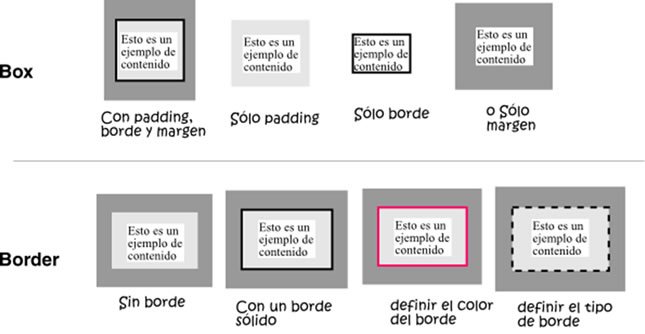 Box
Esto es un
ejemplo de
contenido
Con padding,
borde y margen
Esto es un
ejemplo de
contenido
Sólo padding
Esto es un
ejemplo de
contenido
Sólo borde
Esto es un
ejemplo de
contenido
o Sólo
margen
Border
Esto es un
ejemplo de
contenido
Sin borde
Esto es un
ejemplo de
contenido
Con un borde
sólido
Esto es un
ejemplo de
contenido
definir el color
del borde
Esto es un
ejemplo de
contenido
definir el tipo
de borde